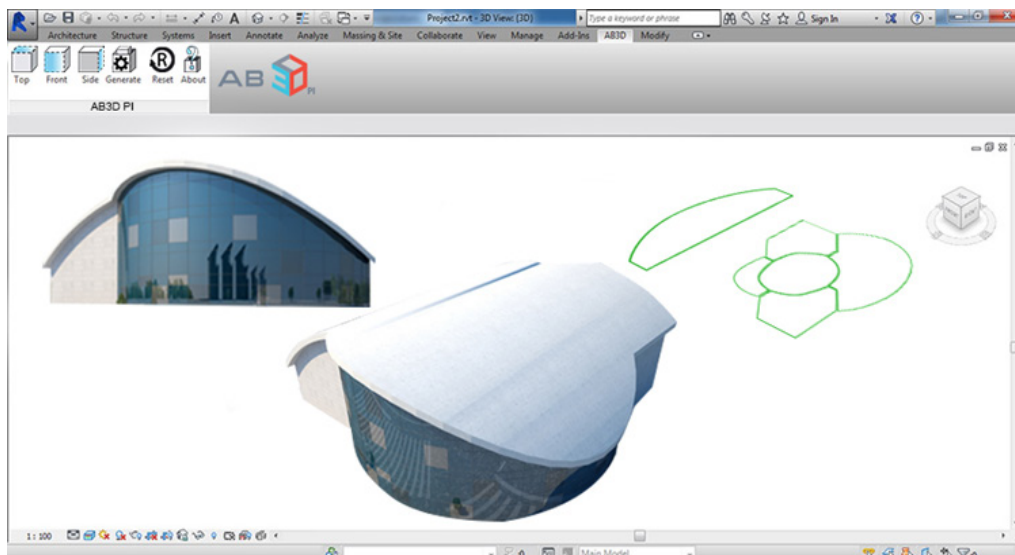 Project2.rvt - 3D View: {3D}
Type a keyword or phrase
Sign In
Architecture Structure Systems Insert Annotate Analyze Massing & Site Collaborate View Manage Add-Ins AB3D Modify
Top Front Side Generate Reset About
AB3D PI
AB3D PI
1 : 100
Main Model